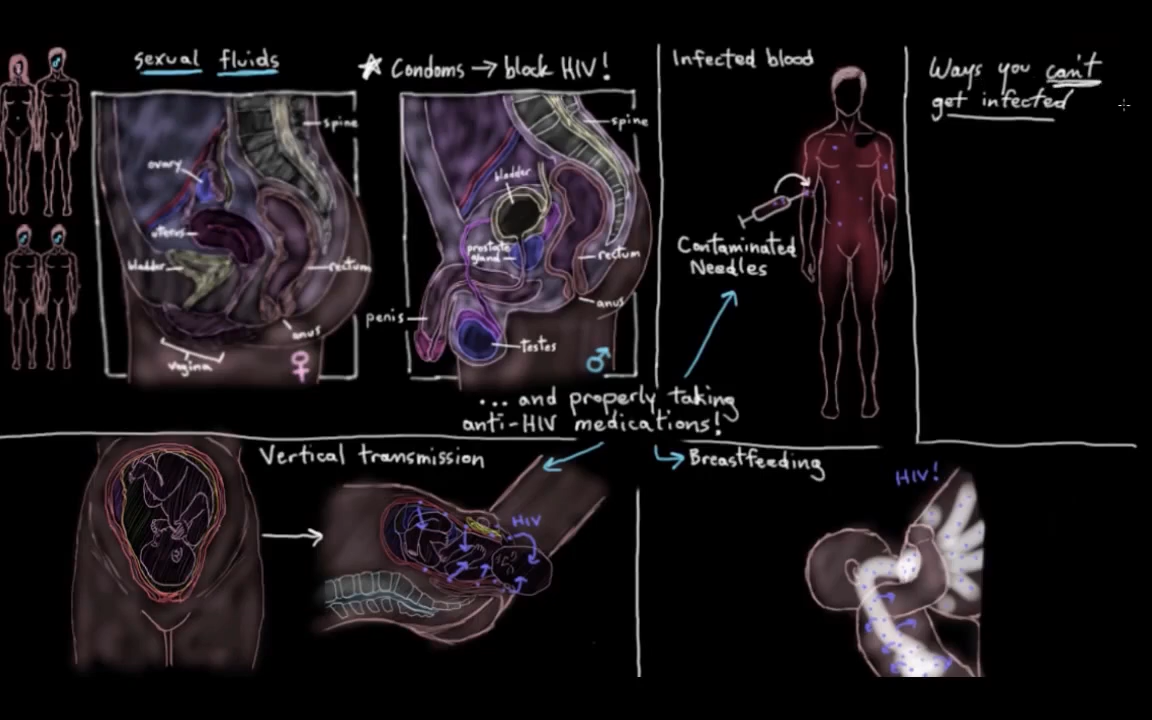 sexual fluids
ovary
uterus
bladder
vagina
spine
rectum
anus
♀
★ Condoms → block HIV!
bladder
prostate
gland
penis
testes
spine
rectum
anus
♂
Infected blood
Contaminated
Needles
Ways you can't
get infected
... and properly taking
anti-HIV medications!
Vertical transmission
HIV
Breastfeeding
HIV!